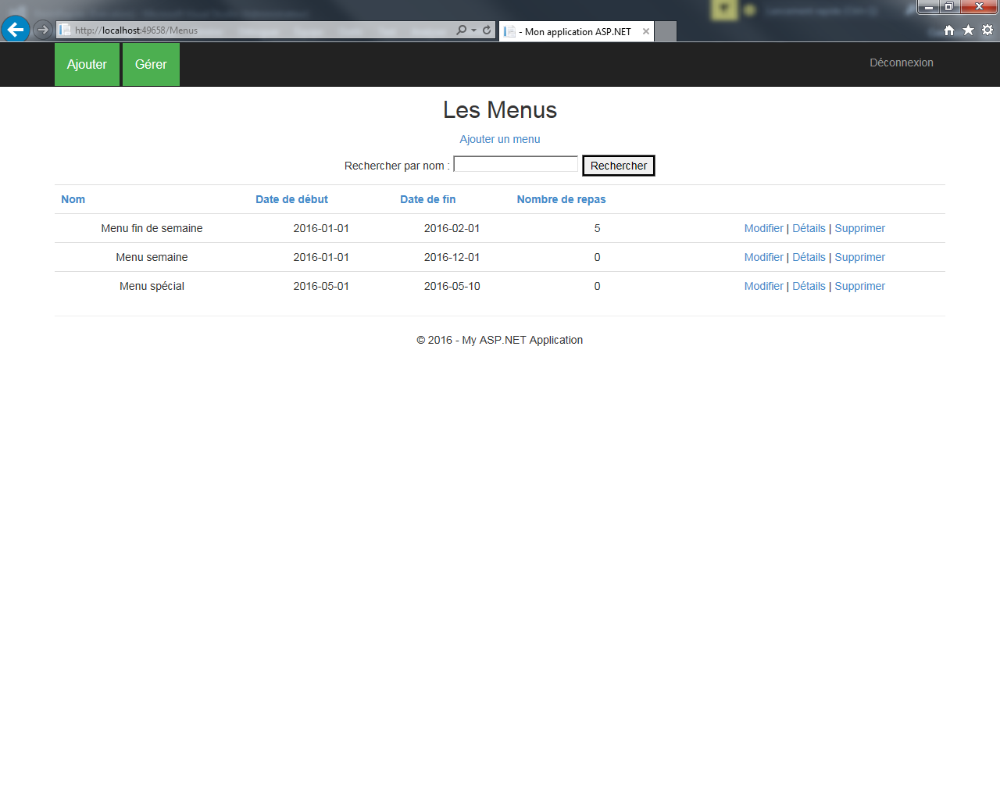 http://localhost:49658/Menus
- Mon application ASP.NET
Ajouter Gérer Déconnexion
Les Menus
Ajouter un menu
Rechercher par nom : Rechercher
Nom Date de début Date de fin Nombre de repas
Menu fin de semaine 2016-01-01 2016-02-01 5 Modifier | Détails | Supprimer
Menu semaine 2016-01-01 2016-12-01 0 Modifier | Détails | Supprimer
Menu spécial 2016-05-01 2016-05-10 0 Modifier | Détails | Supprimer
© 2016 - My ASP.NET Application